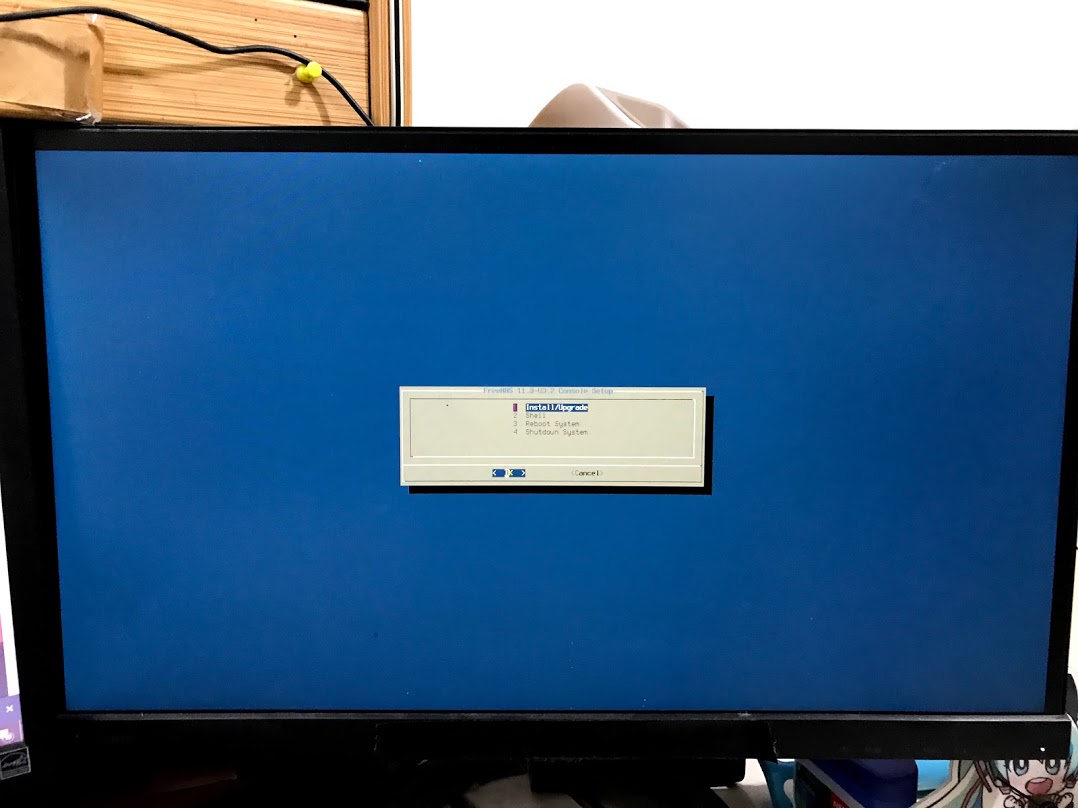 FreeNAS 11.3-U3.2 Console Setup
1 Install/Upgrade
2 Shell
3 Reboot System
4 Shutdown System
< OK > <Cancel>